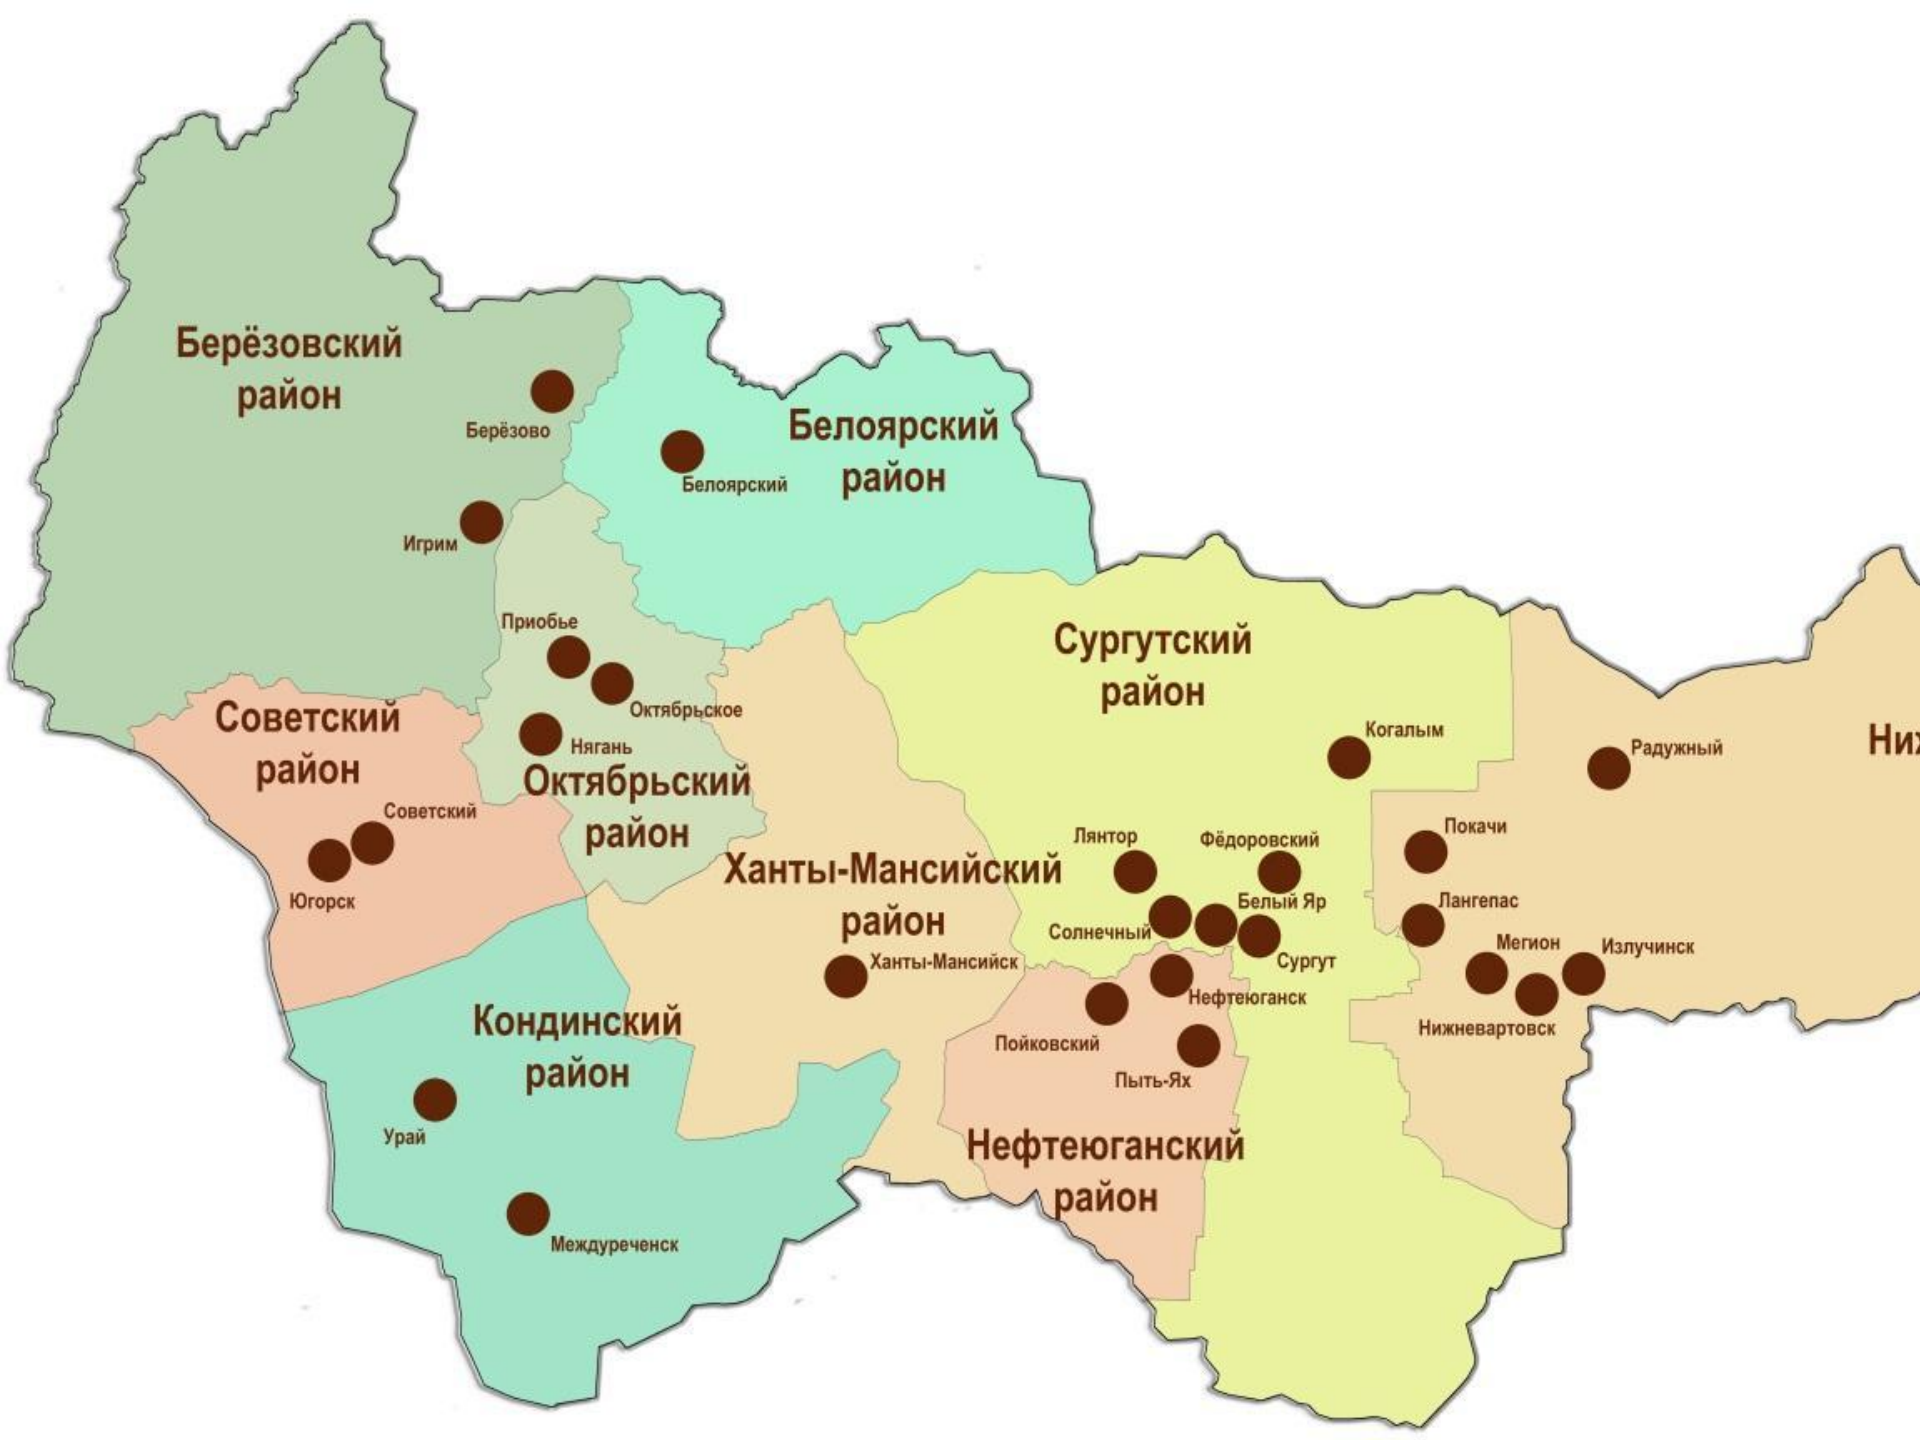 Берёзовский
район
Берёзово
Игрим
Белоярский
район
Белоярский
Приобье
Октябрьское
Нягань
Октябрьский
район
Советский
район
Советский
Югорск
Сургутский
район
Когалым
Лянтор
Фёдоровский
Белый Яр
Солнечный
Сургут
Ханты-Мансийский
район
Ханты-Мансийск
Кондинский
район
Урай
Междуреченск
Нефтеюганск
Пойковский
Пыть-Ях
Нефтеюганский
район
Радужный
Покачи
Лангепас
Мегион
Излучинск
Нижневартовск